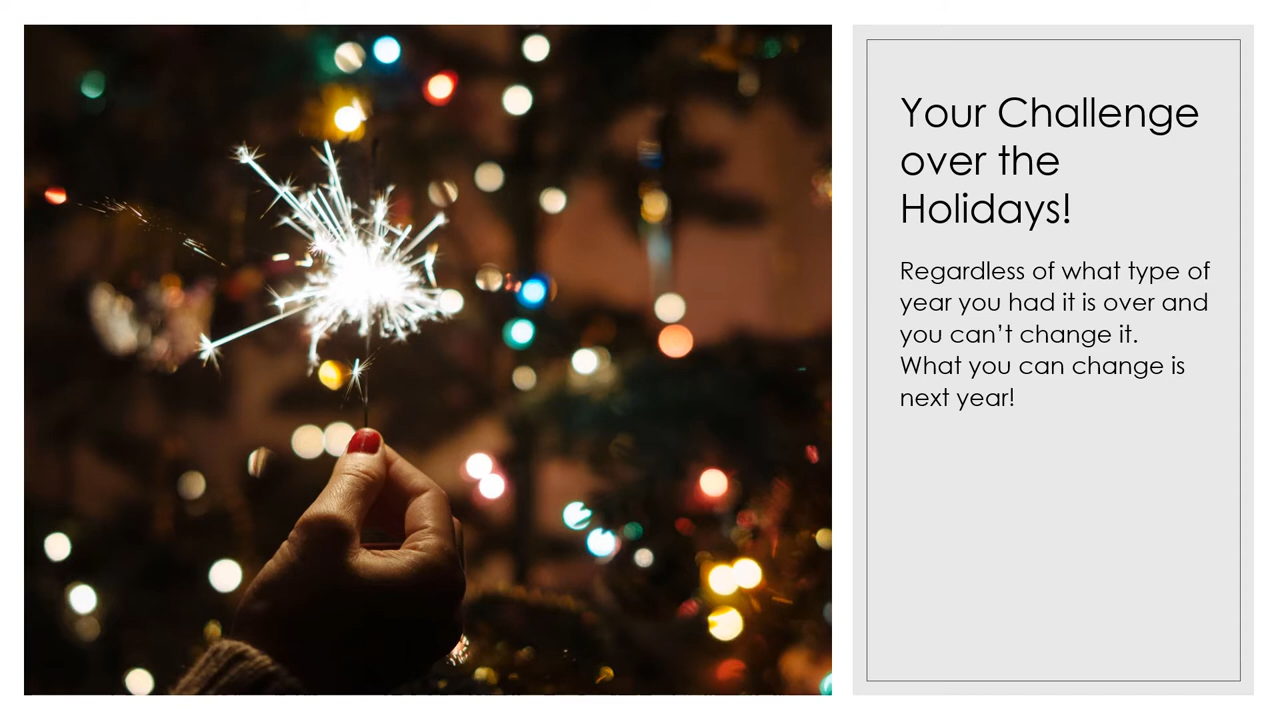 Your Challenge
over the
Holidays!
Regardless of what type of
year you had it is over and
you can’t change it.
What you can change is
next year!